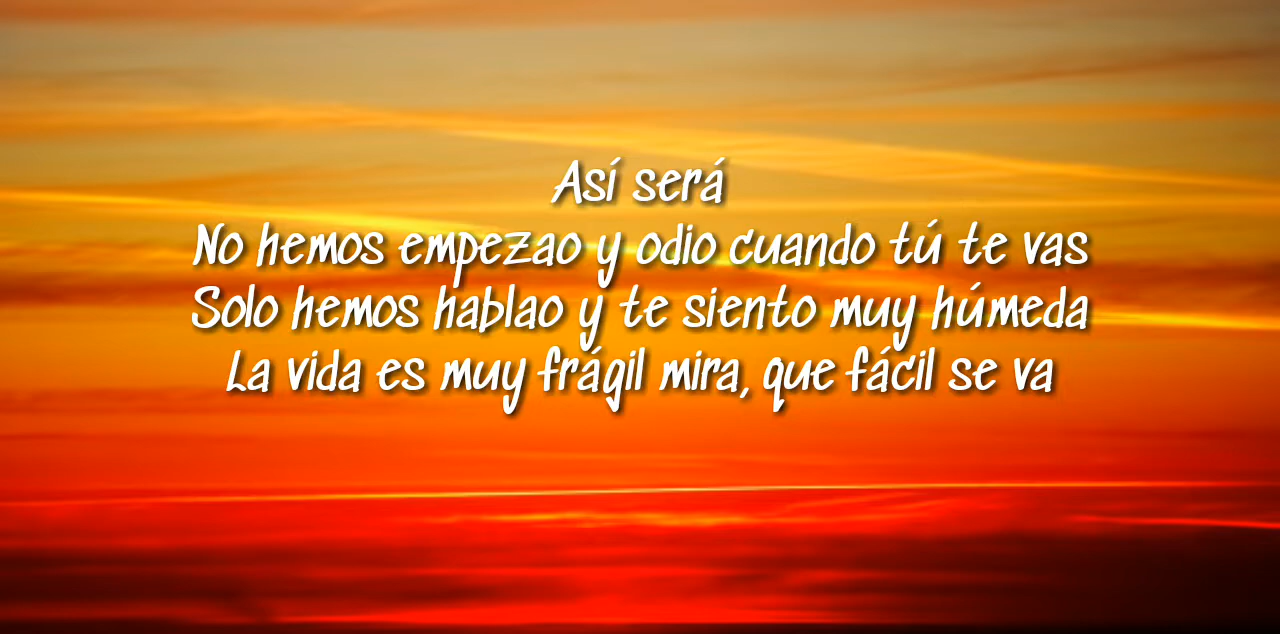 Así será
No hemos empezao y odio cuando tú te vas
Solo hemos hablao y te siento muy húmeda
La vida es muy frágil mira, que fácil se va